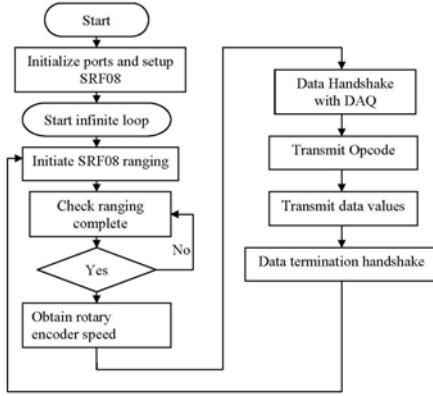 Start
Initialize ports and setup
SRF08
Start infinite loop
Initiate SRF08 ranging
Check ranging
complete
No
Yes
Obtain rotary
encoder speed
Data Handshake
with DAQ
Transmit Opcode
Transmit data values
Data termination handshake